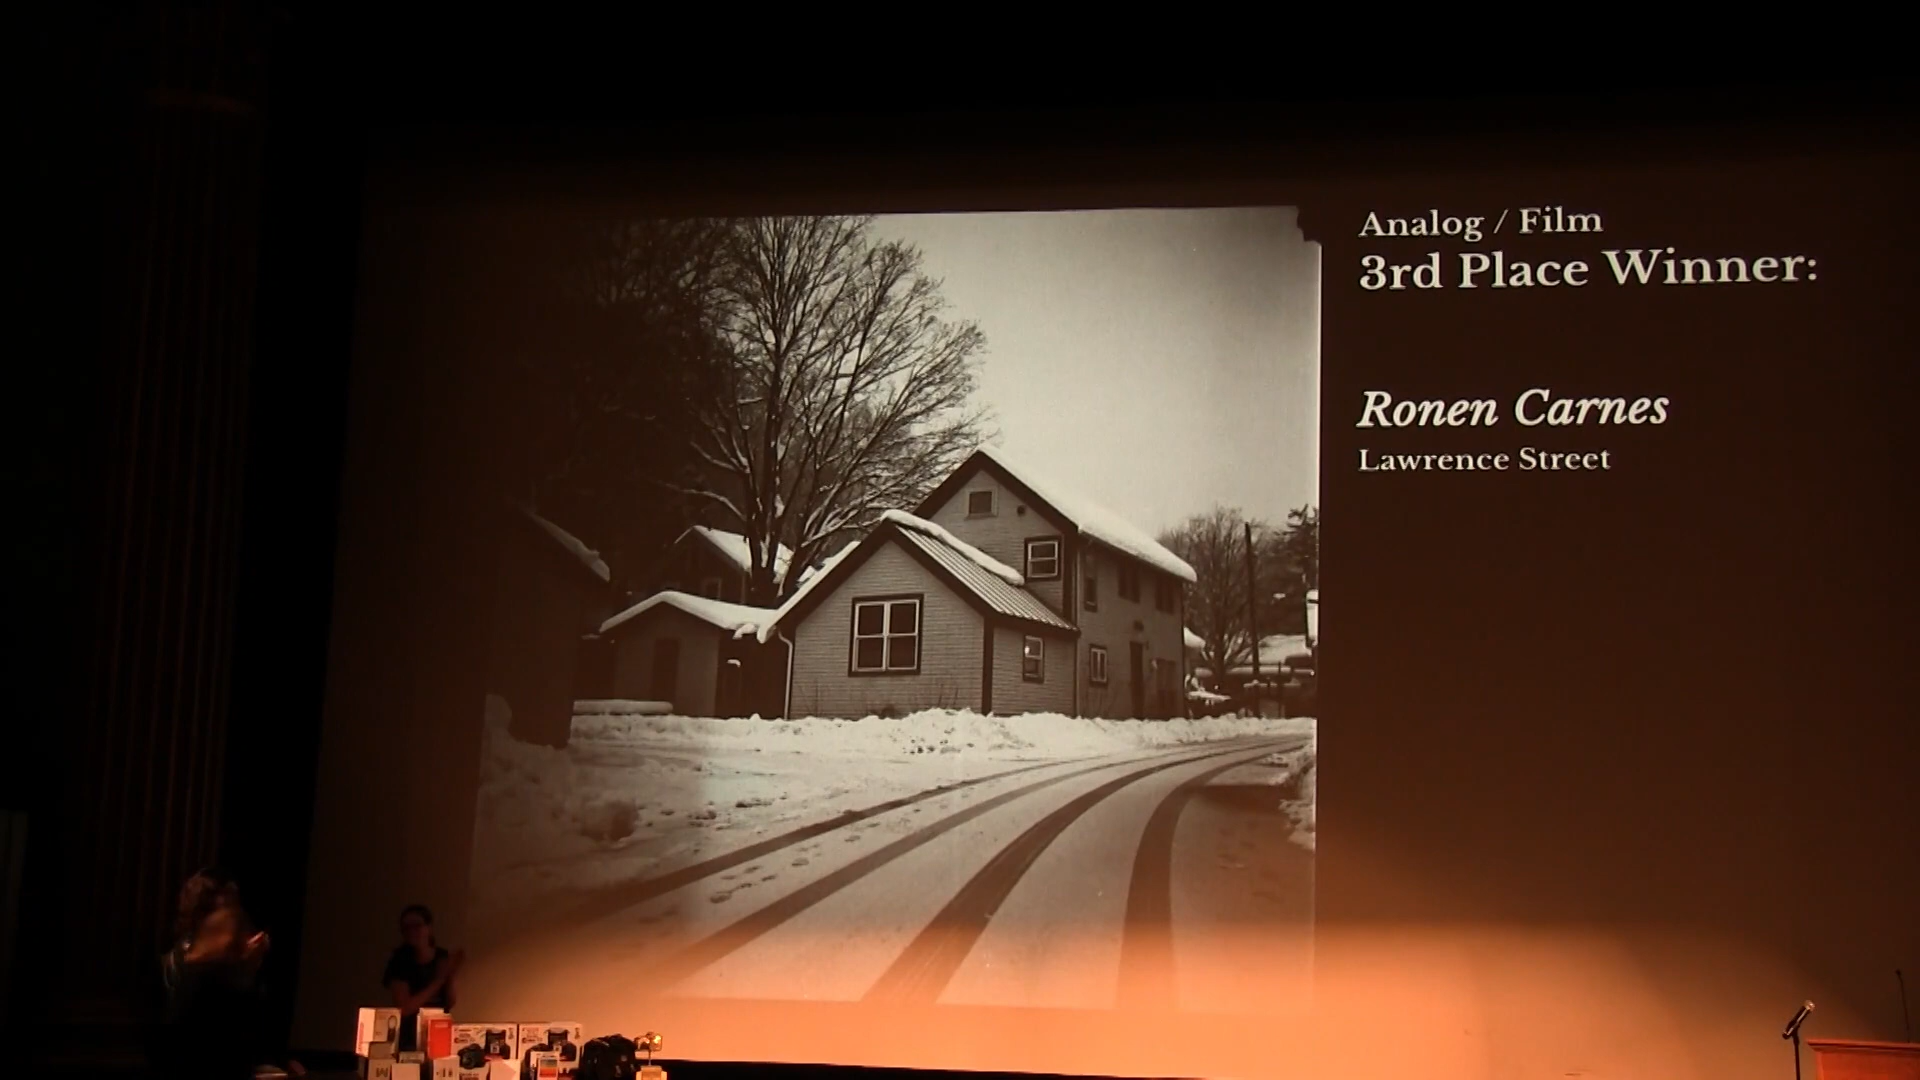 Analog / Film
3rd Place Winner:
Ronen Carnes
Lawrence Street